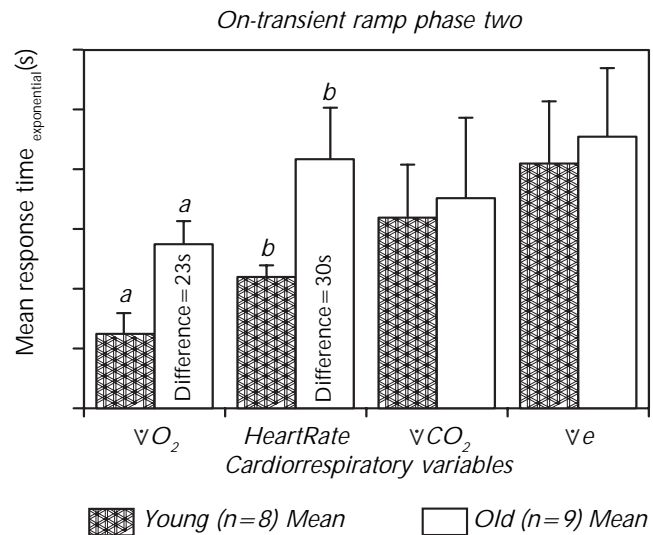 On-transient ramp phase two
Mean response time exponential(s)
a
a
b
b
Difference = 23s
Difference = 30s
V̇O2
HeartRate
V̇CO2
V̇e
Cardiorrespiratory variables
Young (n=8) Mean
Old (n=9) Mean